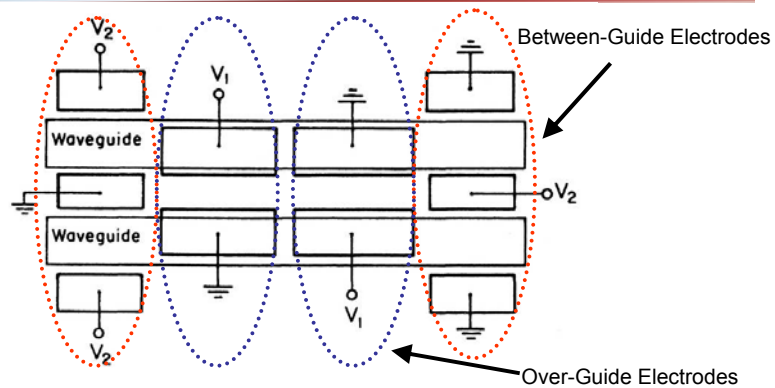 V2
Between-Guide Electrodes
V1
Waveguide
V2
Waveguide
V1
V2
Over-Guide Electrodes